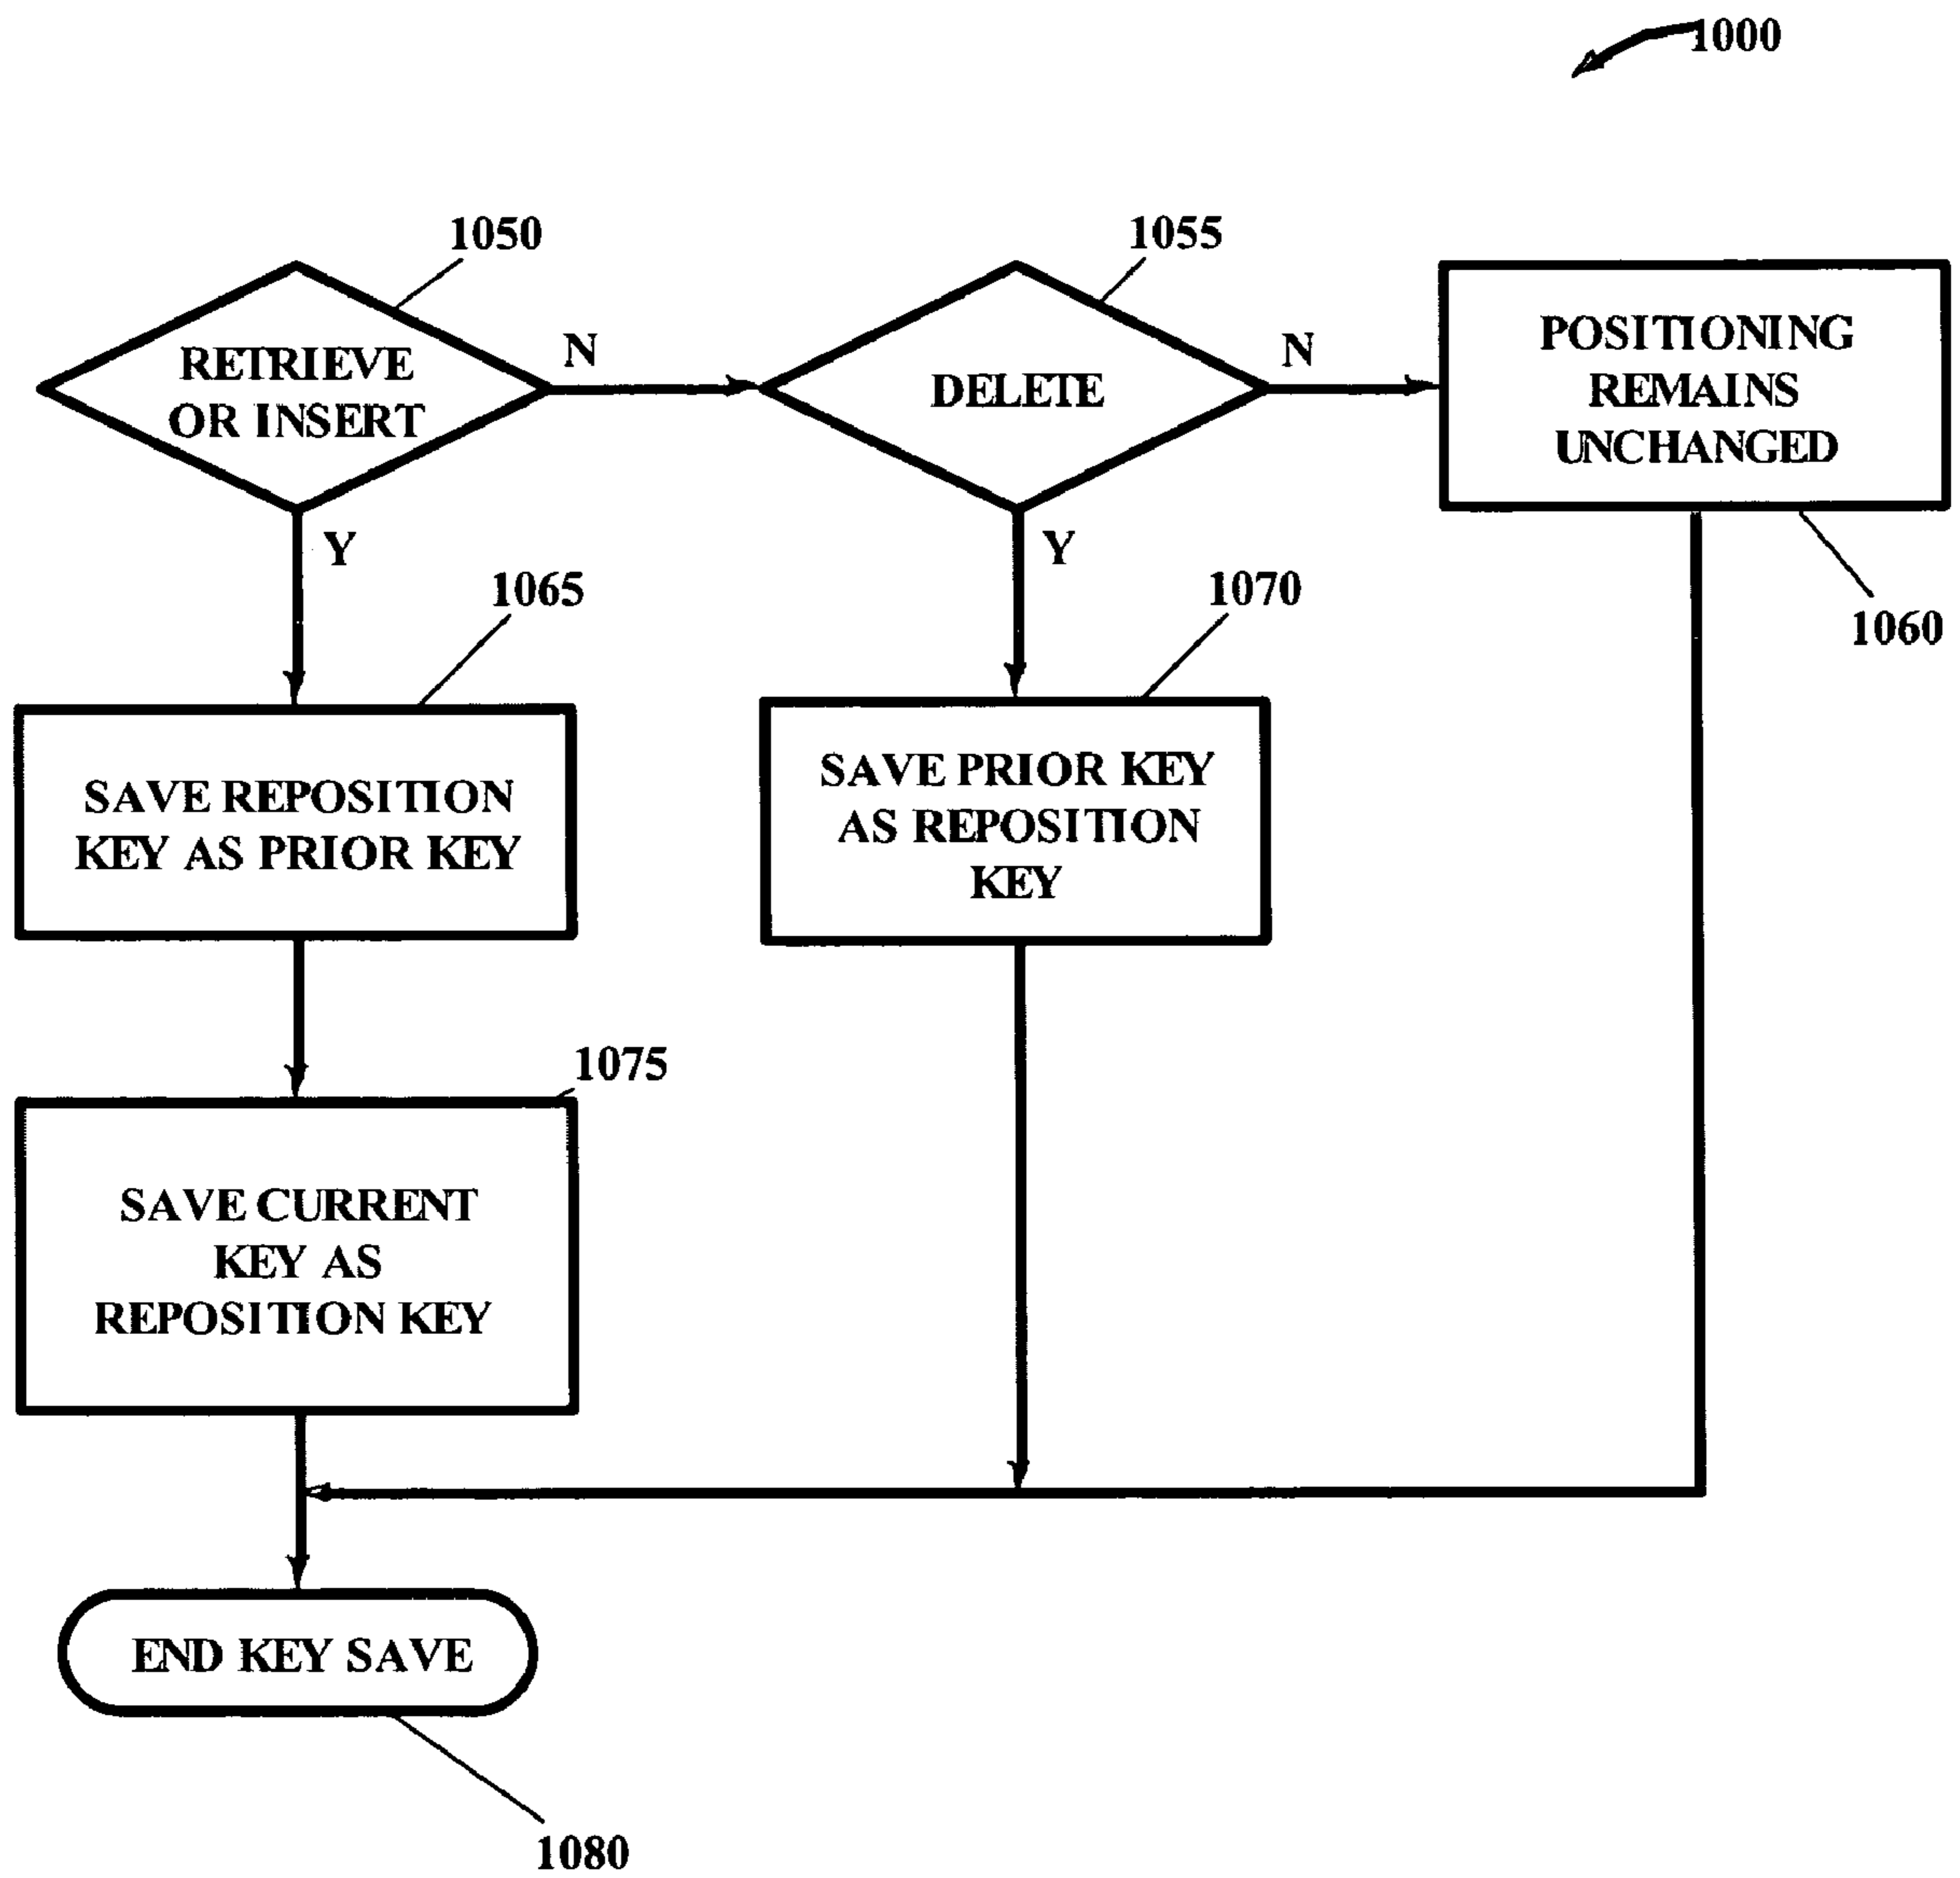 1000
1050
1055
RETRIEVE
OR INSERT
N
DELETE
N
POSITIONING
REMAINS
UNCHANGED
Y
Y
1065
1070
1060
SAVE REPOSITION
KEY AS PRIOR KEY
SAVE PRIOR KEY
AS REPOSITION
KEY
1075
SAVE CURRENT
KEY AS
REPOSITION KEY
END KEY SAVE
1080